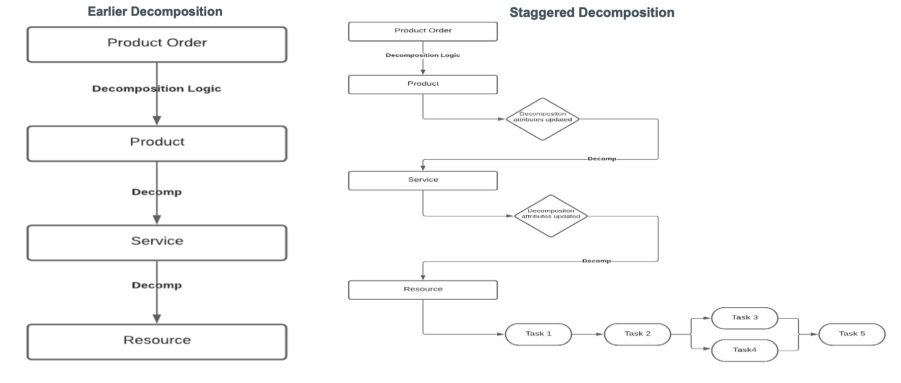 Earlier Decomposition
Product Order
Decomposition Logic
Product
Decomp
Service
Decomp
Resource
Staggered Decomposition
Product Order
Decomposition Logic
Product
Decomposition
attributes updated
Decomp
Service
Decomposition
attributes updated
Decomp
Resource
Task 1
Task 2
Task 3
Task4
Task 5